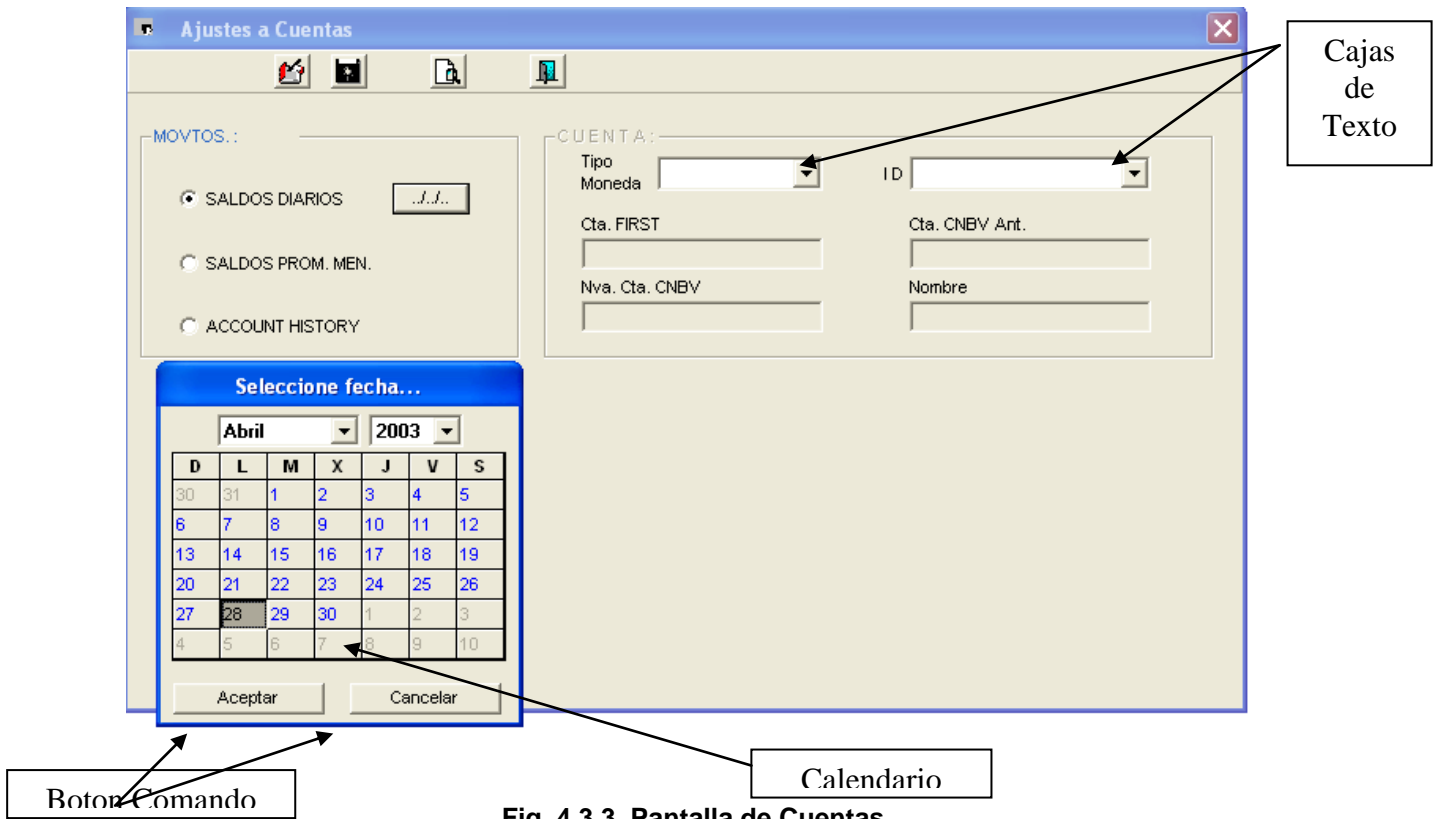 Ajustes a Cuentas
Cajas
de
Texto
MOVTOS.:
SALDOS DIARIOS
../../..
SALDOS PROM. MEN.
ACCOUNT HISTORY
CUENTA:
Tipo
Moneda
ID
Cta. FIRST
Cta. CNBV Ant.
Nva. Cta. CNBV
Nombre
Seleccione fecha...
Abril 2003
D L M X J V S
30 31 1 2 3 4 5
6 7 8 9 10 11 12
13 14 15 16 17 18 19
20 21 22 23 24 25 26
27 28 29 30 1 2 3
4 5 6 7 8 9 10
Aceptar Cancelar
Boton Comando
Calendario
Fig. 4.3.3. Pantalla de Cuentas